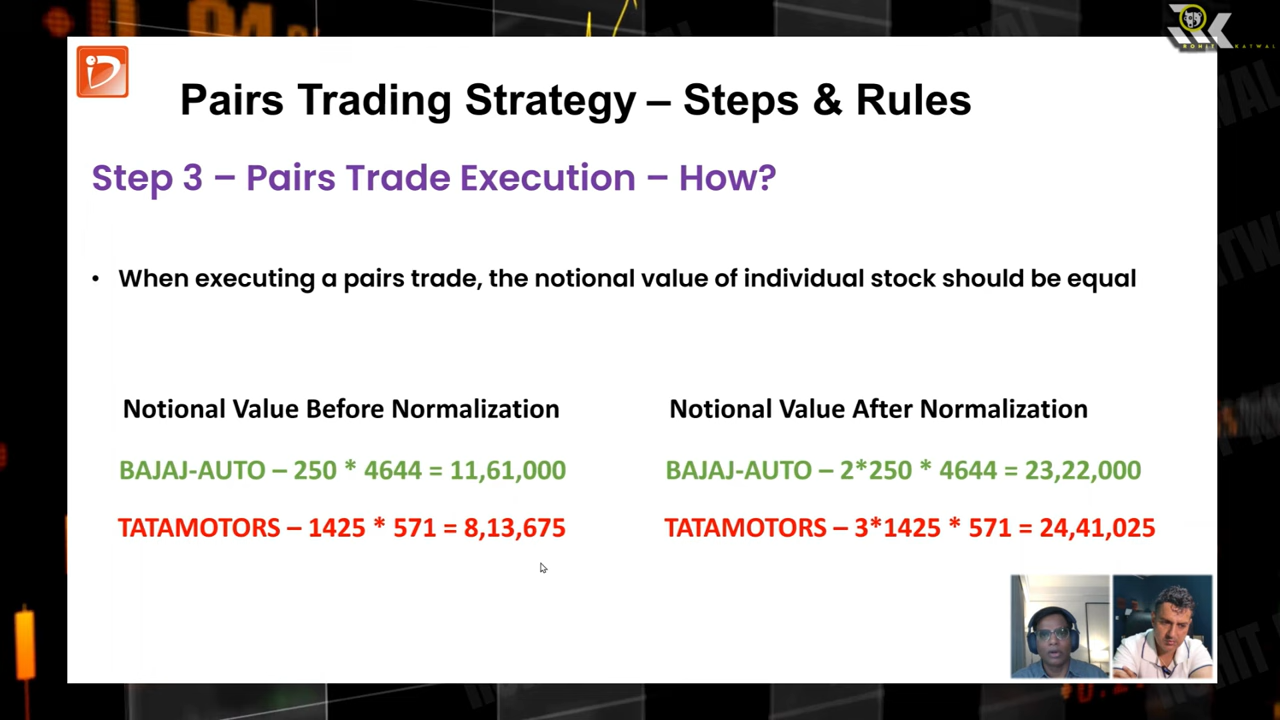 ROHIT KATWAL
Pairs Trading Strategy – Steps & Rules
Step 3 – Pairs Trade Execution – How?
• When executing a pairs trade, the notional value of individual stock should be equal
Notional Value Before Normalization
Notional Value After Normalization
BAJAJ-AUTO – 250 * 4644 = 11,61,000
BAJAJ-AUTO – 2*250 * 4644 = 23,22,000
TATAMOTORS – 1425 * 571 = 8,13,675
TATAMOTORS – 3*1425 * 571 = 24,41,025